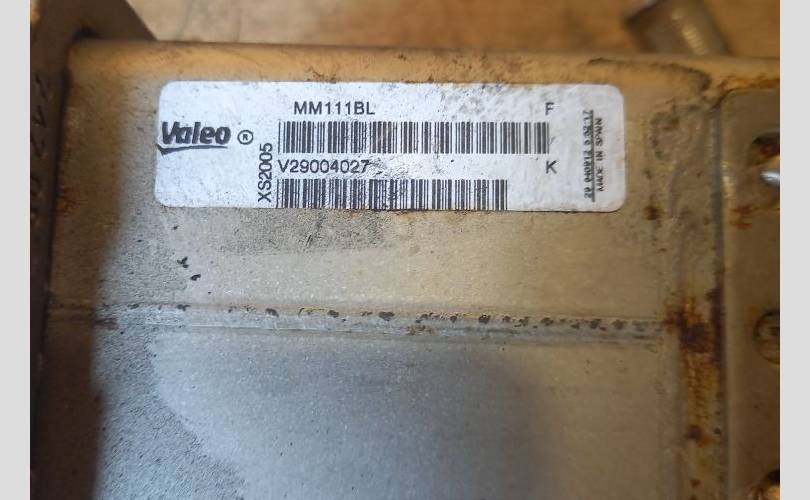 MM111BL F
Valeo ®
XS2005
V29004027 K
MADE IN SPAIN